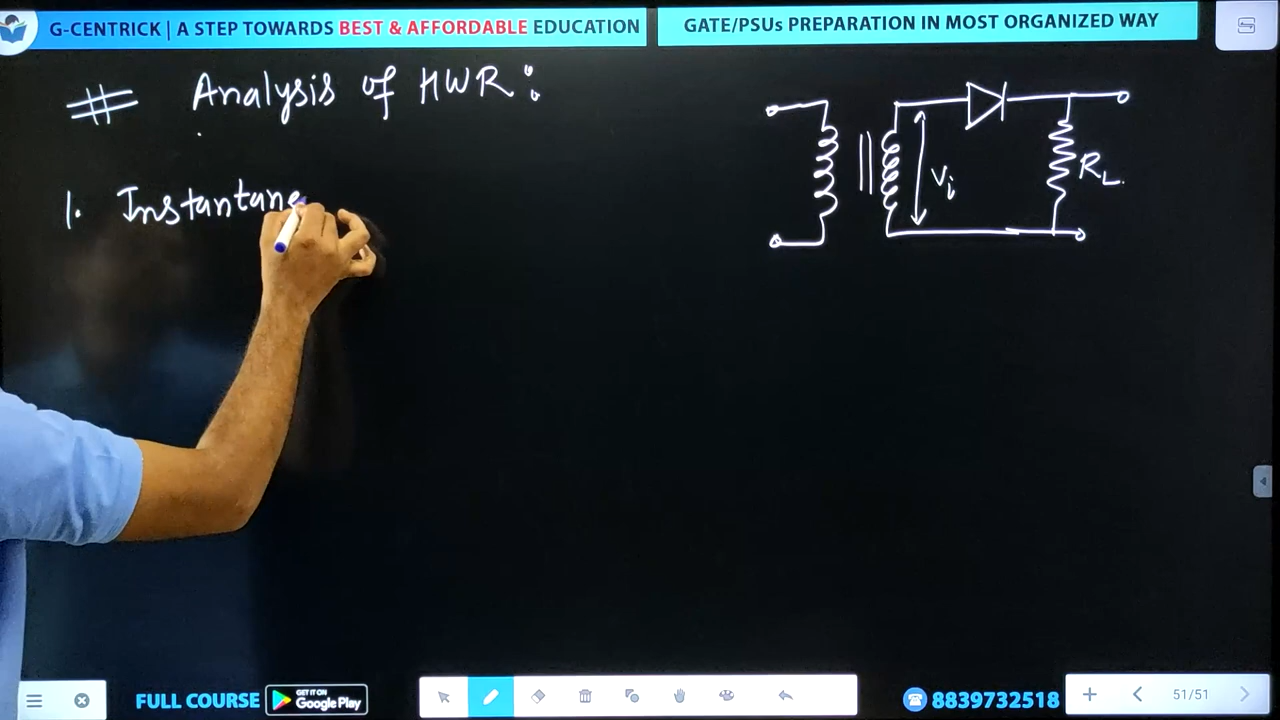 G-CENTRICK | A STEP TOWARDS BEST & AFFORDABLE EDUCATION
GATE/PSUs PREPARATION IN MOST ORGANIZED WAY
# Analysis of HWR :
Vi
RL
1. Instantane
FULL COURSE
GET IT ON
Google Play
8839732518
51/51